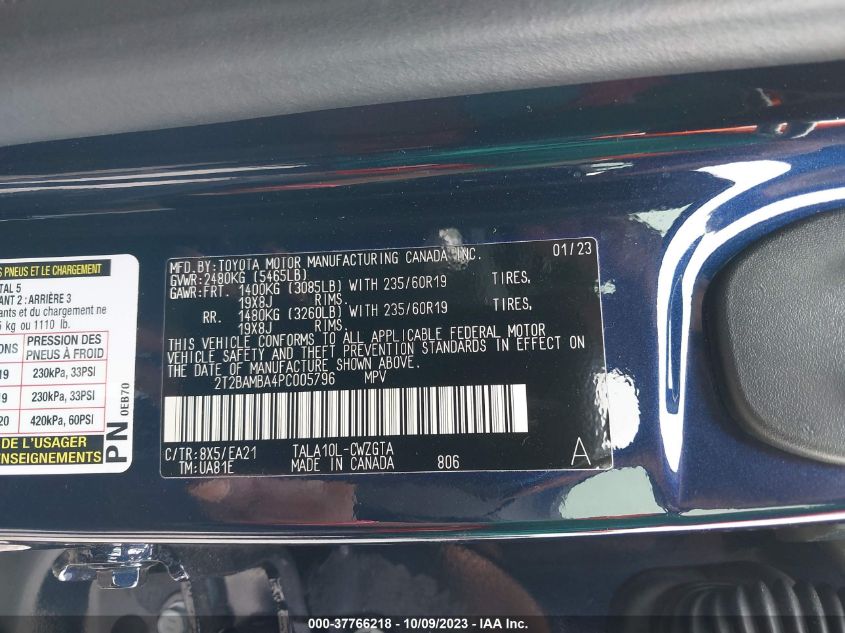 PNEUS ET LE CHARGEMENT
TAL 5
ANT 2 : ARRIÈRE 3
ants et du chargement ne
5 kg ou 1110 lb.
ONS PRESSION DES PNEUS À FROID
19 230kPa, 33PSI
19 230kPa, 33PSI
20 420kPa, 60PSI
DE L'USAGER
ENSEIGNEMENTS
PN 0EB70
MFD.BY:TOYOTA MOTOR MANUFACTURING CANADA INC. 01/23
GVWR:2480KG (5465LB)
GAWR:FRT. 1400KG (3085LB) WITH 235/60R19 TIRES,
19X8J RIMS.
RR. 1480KG (3260LB) WITH 235/60R19 TIRES,
19X8J RIMS.
THIS VEHICLE CONFORMS TO ALL APPLICABLE FEDERAL MOTOR
VEHICLE SAFETY AND THEFT PREVENTION STANDARDS IN EFFECT ON
THE DATE OF MANUFACTURE SHOWN ABOVE.
2T2BAMBA4PC005796 MPV
C/TR:8X5/EA21 TALA10L-CWZGTA
TM:UA81E MADE IN CANADA 806 A
000-37766218 - 10/09/2023 - IAA Inc.